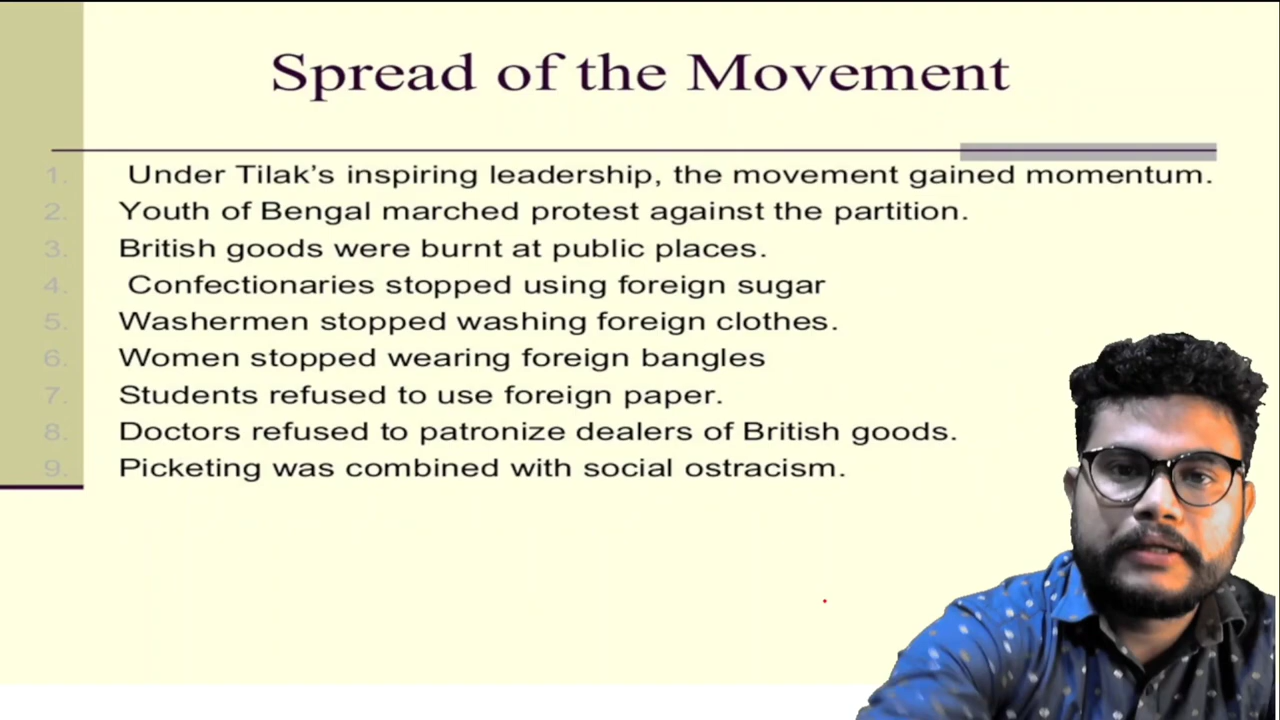 Spread of the Movement
1. Under Tilak's inspiring leadership, the movement gained momentum.
2. Youth of Bengal marched protest against the partition.
3. British goods were burnt at public places.
4. Confectionaries stopped using foreign sugar
5. Washermen stopped washing foreign clothes.
6. Women stopped wearing foreign bangles
7. Students refused to use foreign paper.
8. Doctors refused to patronize dealers of British goods.
9. Picketing was combined with social ostracism.